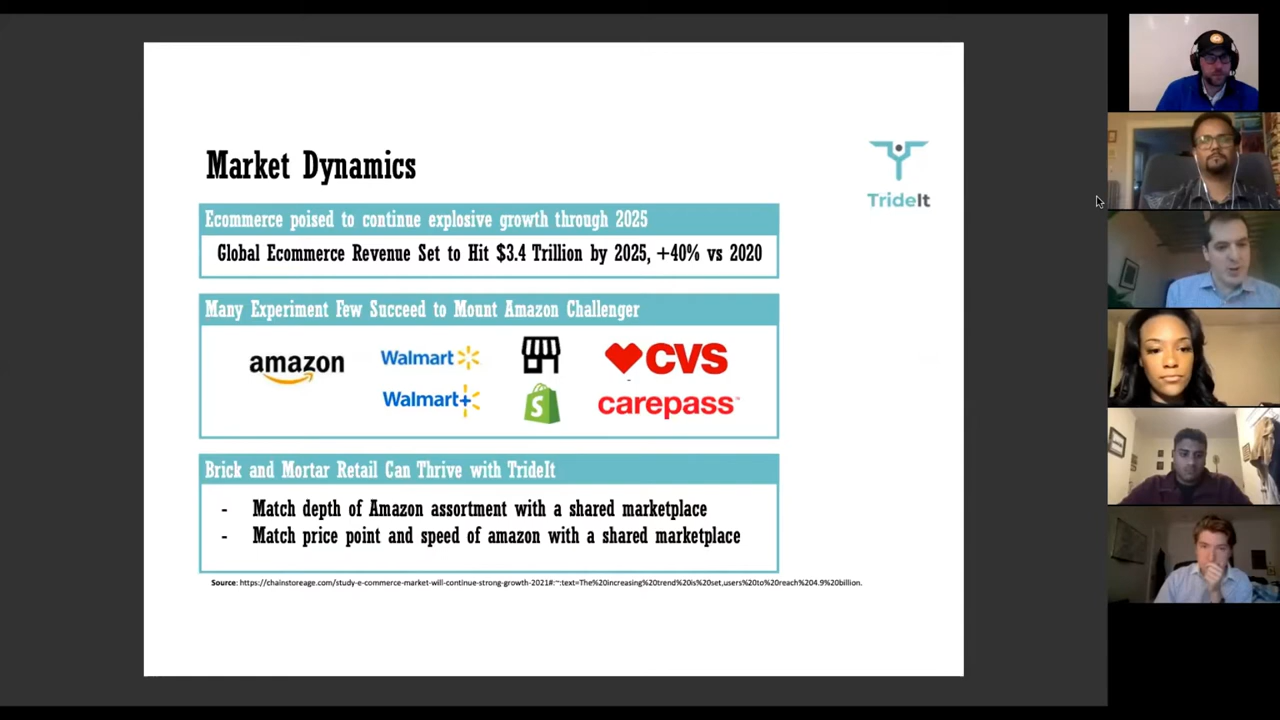 Market Dynamics
TrideIt
Ecommerce poised to continue explosive growth through 2025
Global Ecommerce Revenue Set to Hit $3.4 Trillion by 2025, +40% vs 2020
Many Experiment Few Succeed to Mount Amazon Challenger
amazon Walmart CVS
Walmart+ S carepass™
Brick and Mortar Retail Can Thrive with TrideIt
- Match depth of Amazon assortment with a shared marketplace
- Match price point and speed of amazon with a shared marketplace
Source: https://chainstoreage.com/study-e-commerce-market-will-continue-strong-growth-2021#:~:text=The%20increasing%20trend%20is%20set,users%20to%20reach%204.9%20billion.